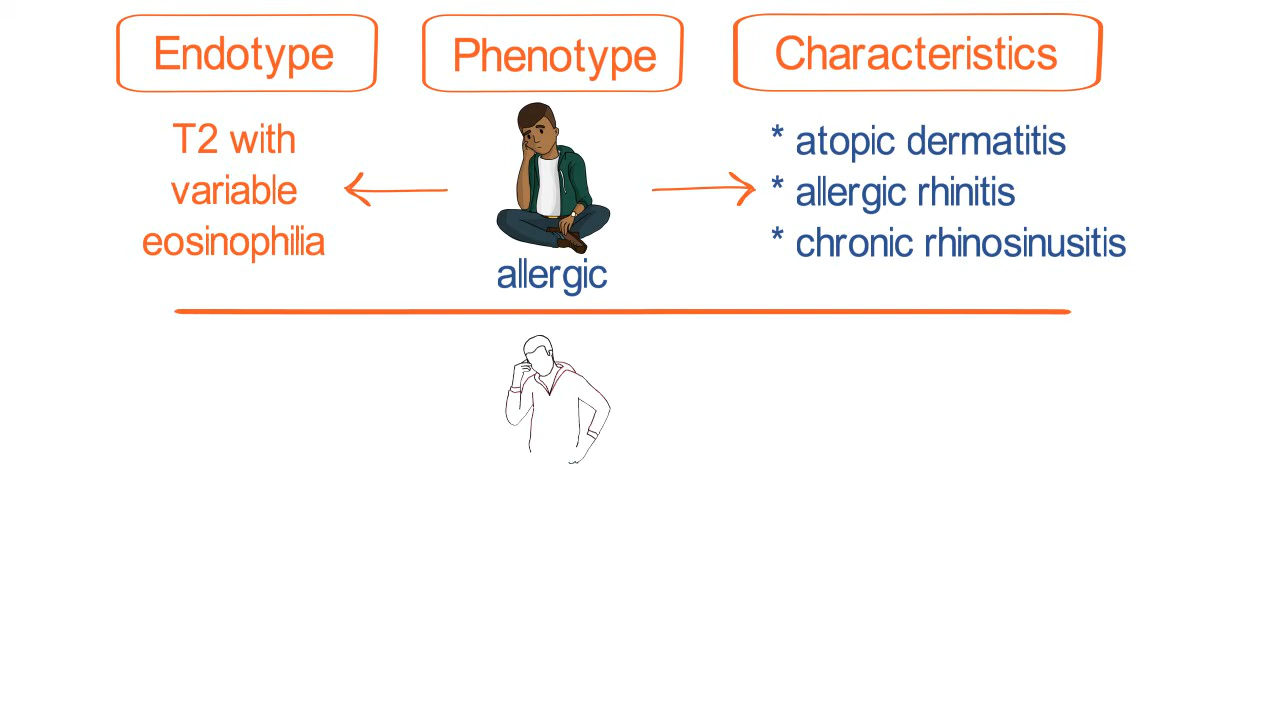 Endotype
Phenotype
Characteristics
T2 with
variable
eosinophilia
allergic
* atopic dermatitis
* allergic rhinitis
* chronic rhinosinusitis